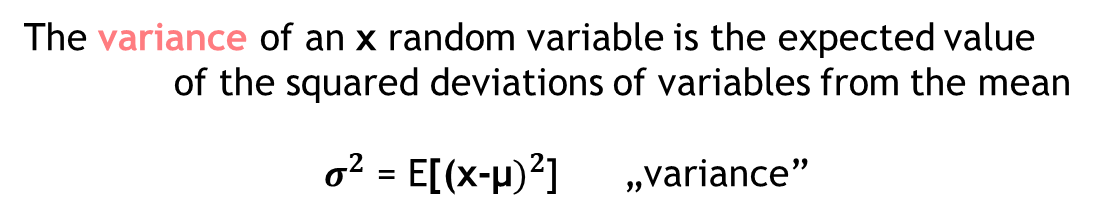 The variance of an x random variable is the expected value
of the squared deviations of variables from the mean
σ² = E[(x-μ)²] „variance”